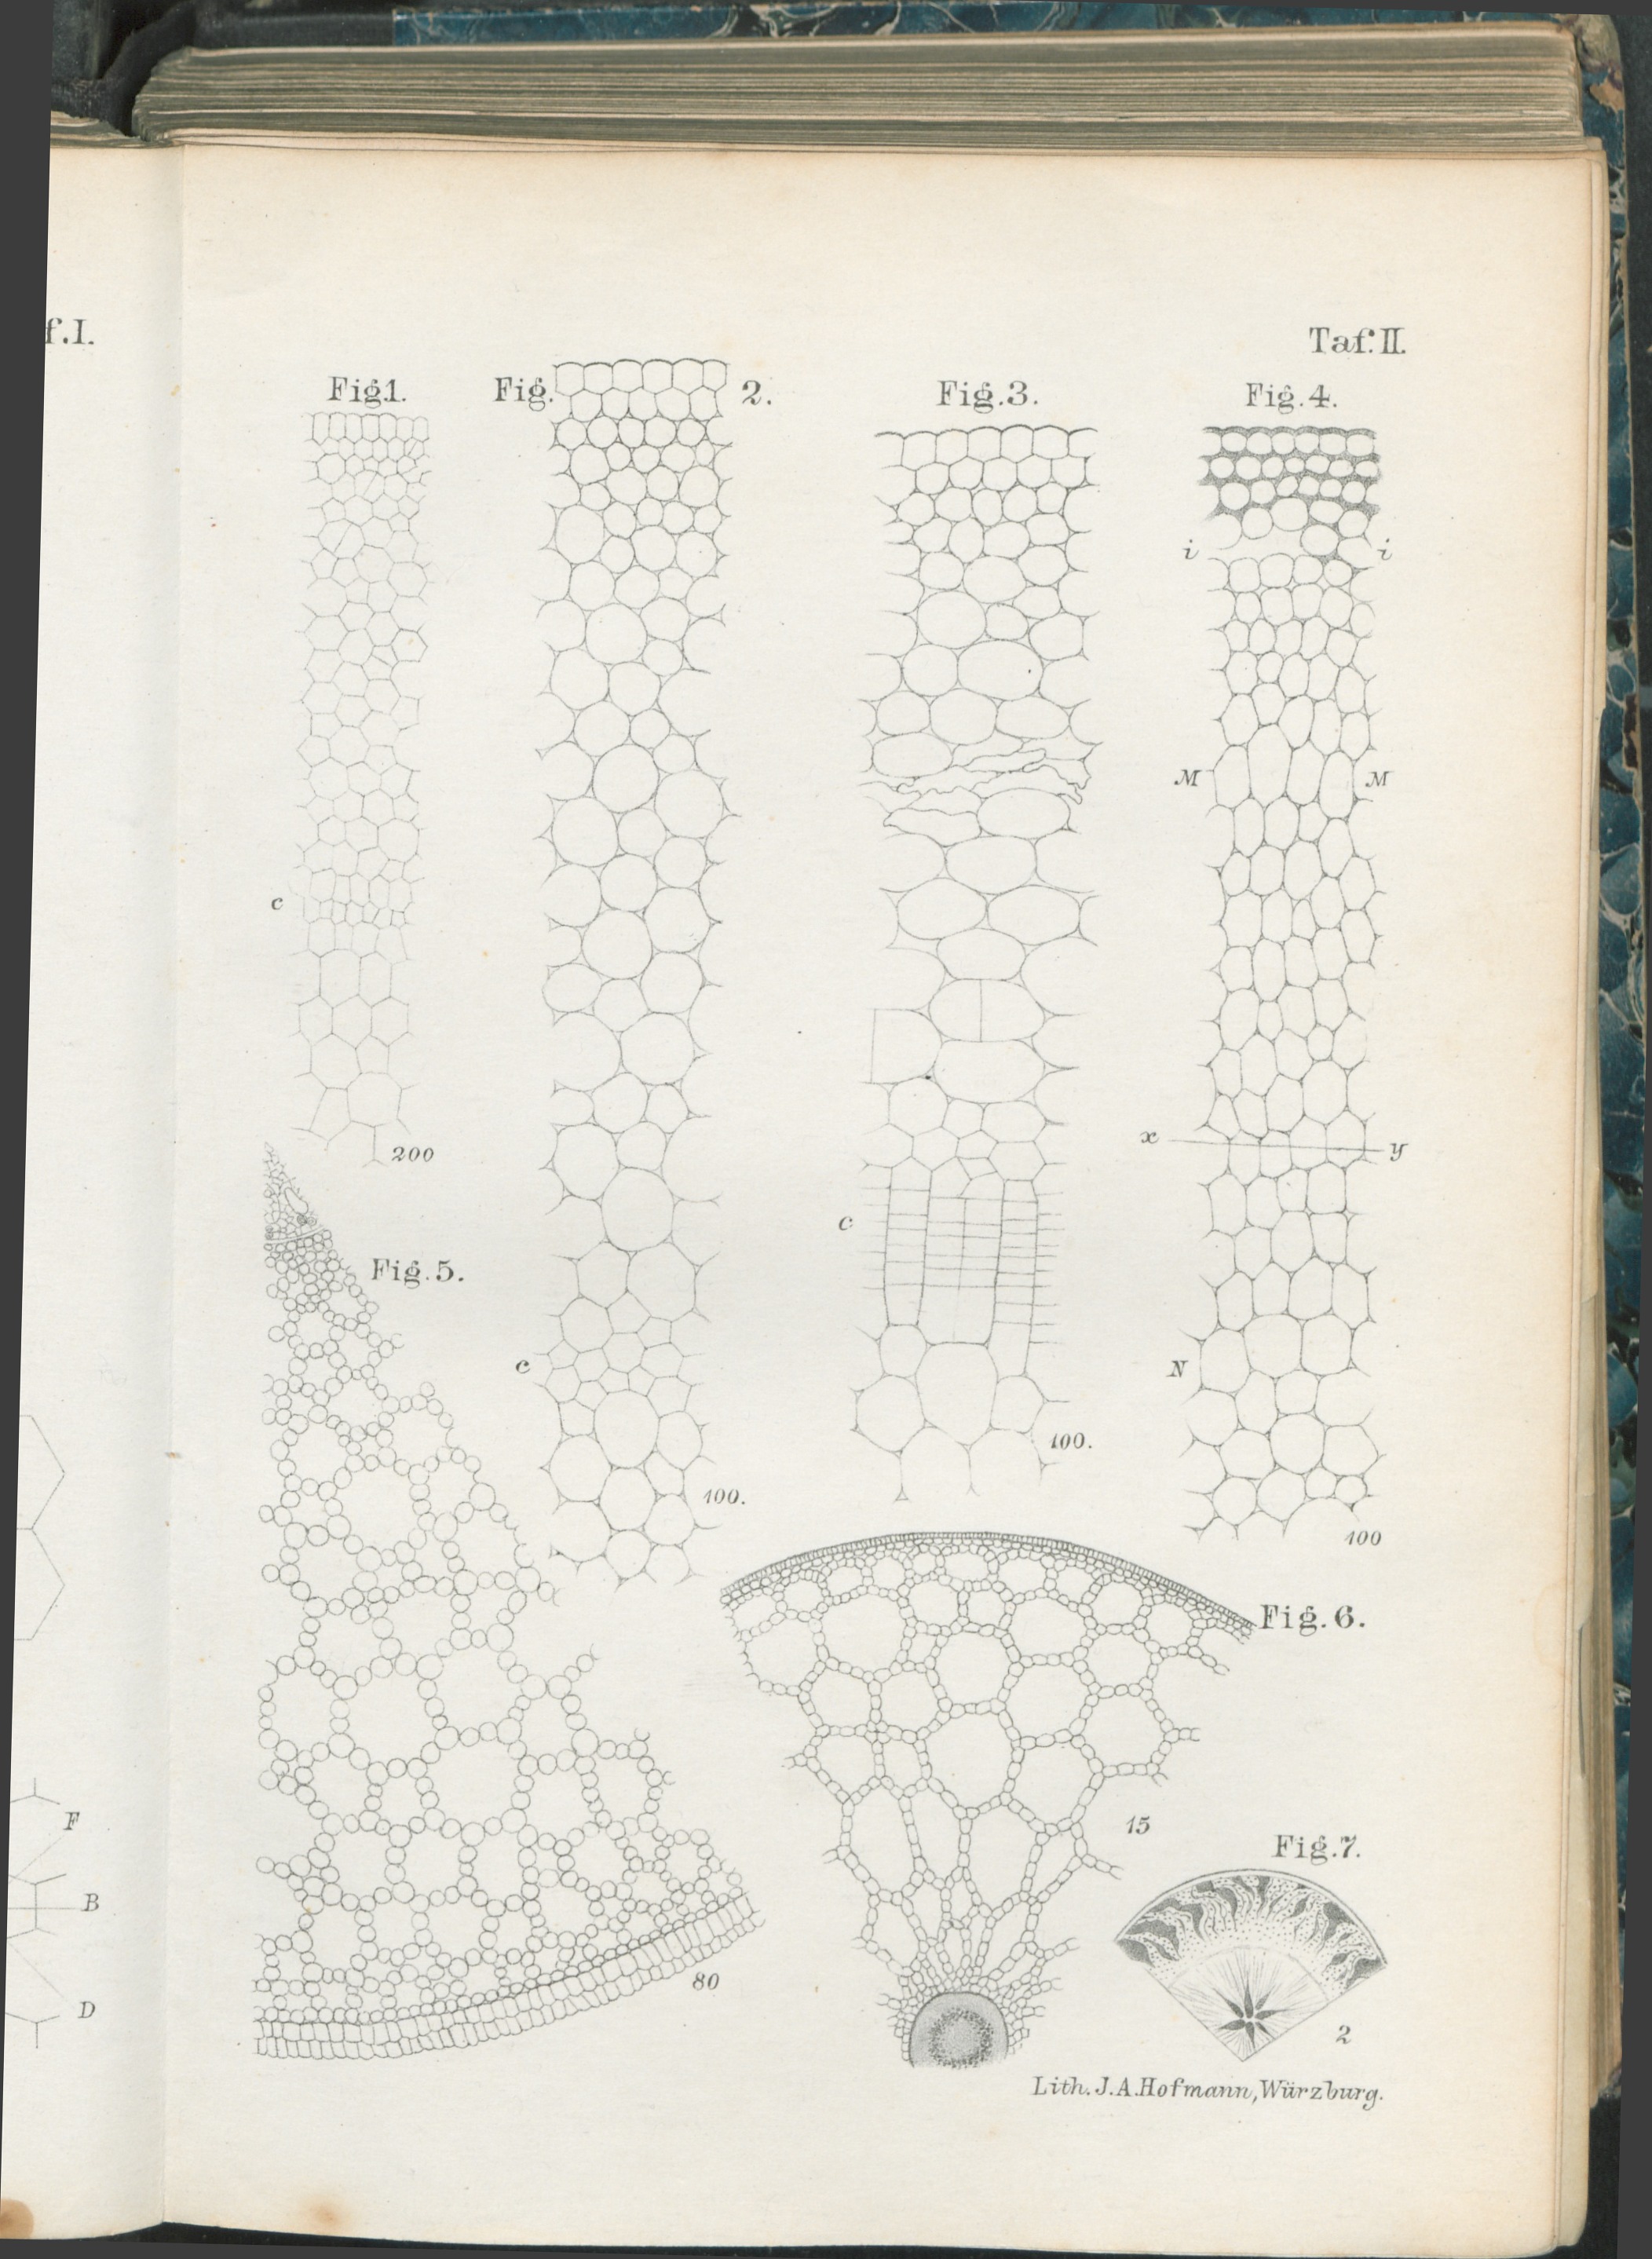 f.I.
Taf. II.
Fig.1.
Fig. 2.
Fig.3.
Fig.4.
i i
M M
c
x y
200
c
Fig.5.
c
N
100.
100.
100
Fig.6.
15
F
Fig.7.
B
80
D
2
Lith. J.A. Hofmann, Würzburg.